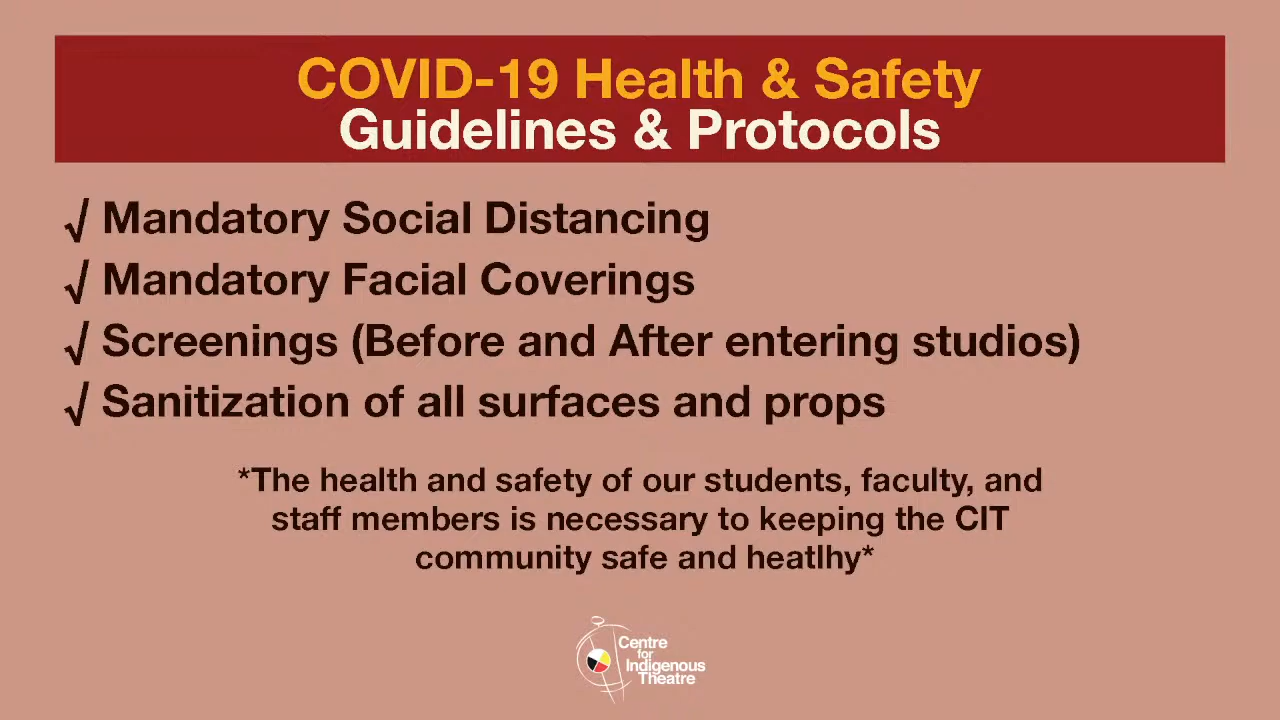 COVID-19 Health & Safety
Guidelines & Protocols
√ Mandatory Social Distancing
√ Mandatory Facial Coverings
√ Screenings (Before and After entering studios)
√ Sanitization of all surfaces and props
*The health and safety of our students, faculty, and
staff members is necessary to keeping the CIT
community safe and heatlhy*
Centre
for
Indigenous
Theatre